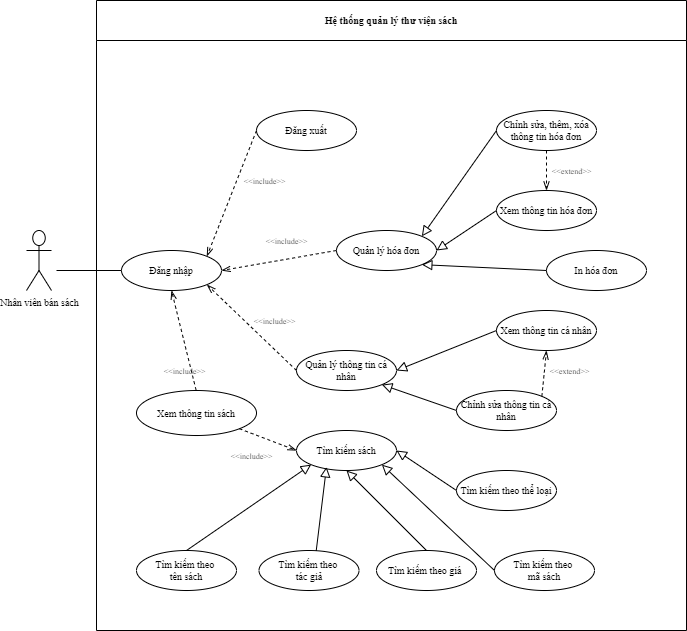 Hệ thống quản lý thư viện sách
Chỉnh sửa, thêm, xóa
thông tin hóa đơn
Đăng xuất
<<extend>>
<<include>>
Xem thông tin hóa đơn
<<include>>
Quản lý hóa đơn
Đăng nhập
In hóa đơn
Nhân viên bán sách
<<include>>
Xem thông tin cá nhân
Quản lý thông tin cá
nhân
<<include>>
<<extend>>
Xem thông tin sách
Chỉnh sửa thông tin cá
nhân
<<include>>
Tìm kiếm sách
Tìm kiếm theo thể loại
Tìm kiếm theo
tên sách
Tìm kiếm theo
tác giả
Tìm kiếm theo giá
Tìm kiếm theo
mã sách